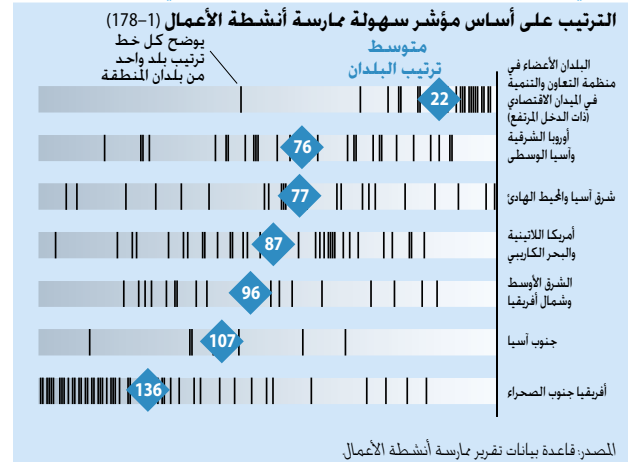 الترتيب على أساس مؤشر سهولة ممارسة أنشطة الأعمال (1–178)
يوضح كل خط
ترتيب بلد واحد
من بلدان المنطقة
متوسط
ترتيب البلدان
البلدان الأعضاء في
منظمة التعاون والتنمية
في الميدان الاقتصادي
(ذات الدخل المرتفع)
22
أوروبا الشرقية
وآسيا الوسطى
76
شرق آسيا والمحيط الهادئ
77
أمريكا اللاتينية
والبحر الكاريبي
87
الشرق الأوسط
وشمال أفريقيا
96
جنوب آسيا
107
أفريقيا جنوب الصحراء
136
المصدر: قاعدة بيانات تقرير ممارسة أنشطة الأعمال.